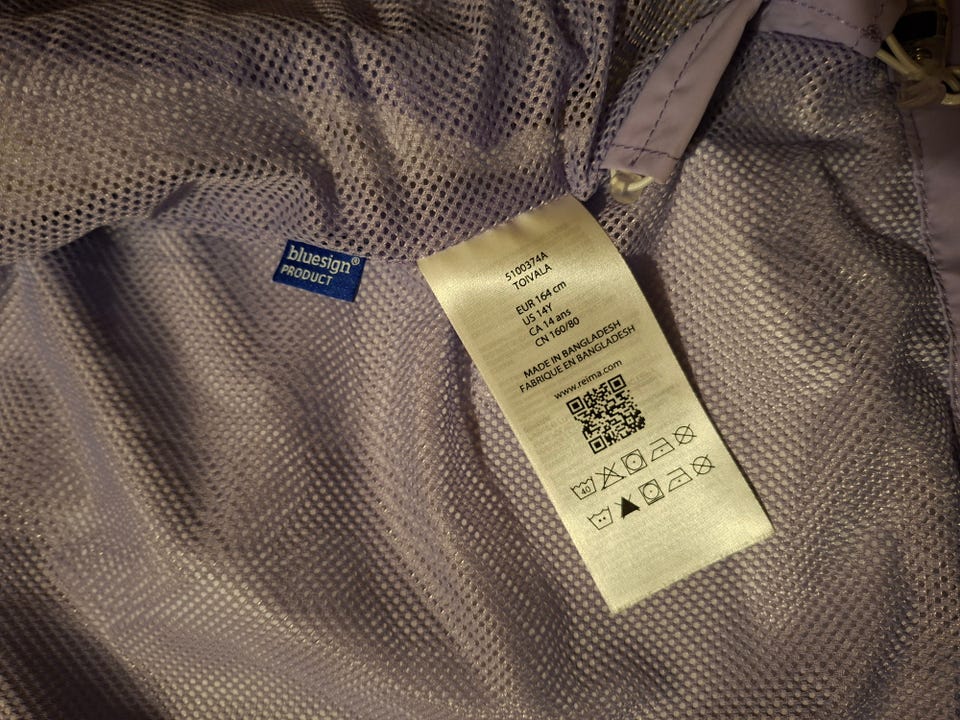 bluesign®
PRODUCT
5100374A
TOIVALA
EUR 164 cm
US 14Y
CA 14 ans
CN 160/80
MADE IN BANGLADESH
FABRIQUE EN BANGLADESH
www.reima.com
40